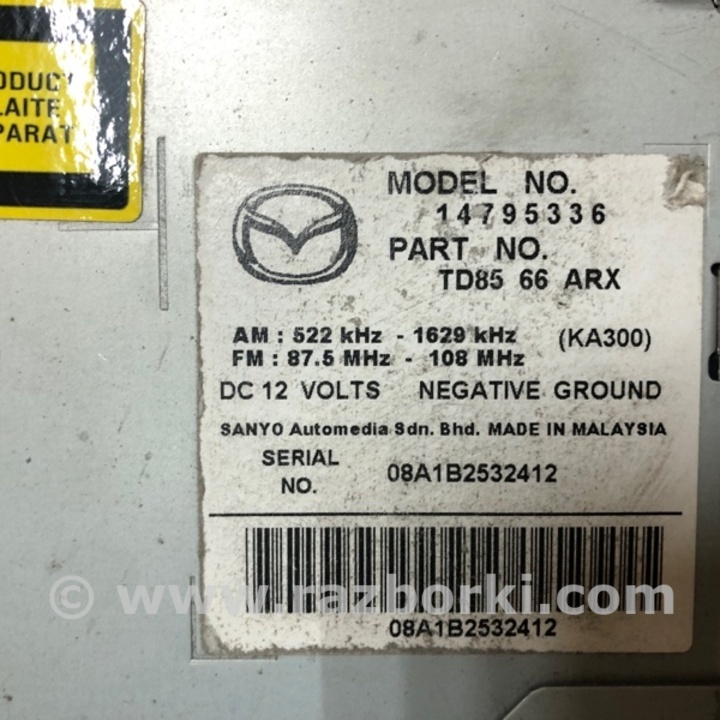 LAITE
MODEL NO.
14795336
PART NO.
TD85 66 ARX
AM : 522 kHz - 1629 kHz (KA300)
FM : 87.5 MHz - 108 MHz
DC 12 VOLTS NEGATIVE GROUND
SANYO Automedia Sdn. Bhd. MADE IN MALAYSIA
SERIAL NO. 08A1B2532412
© www.razborki.com
08A1B2532412